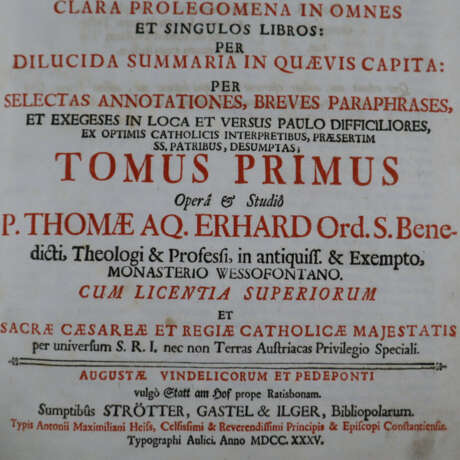 CLARA PROLEGOMENA IN OMNES
ET SINGULOS LIBROS:
PER
DILUCIDA SUMMARIA IN QUÆVIS CAPITA:
PER
SELECTAS ANNOTATIONES, BREVES PARAPHRASES,
ET EXEGESES IN LOCA ET VERSUS PAULO DIFFICILIORES,
EX OPTIMIS CATHOLICIS INTERPRETIBUS, PRÆSERTIM
SS. PATRIBUS, DESUMPTAS;
TOMUS PRIMUS
Operâ & Studiô
P. THOMÆ AQ. ERHARD Ord. S. Bene-
dicti, Theologi & Professi, in antiquiss. & Exempto,
MONASTERIO WESSOFONTANO.
CUM LICENTIA SUPERIORUM
ET
SACRÆ CÆSAREÆ ET REGIÆ CATHOLICÆ MAJESTATIS
per universum S. R. I. nec non Terras Austriacas Privilegio Speciali.
AUGUSTÆ VINDELICORUM ET PEDEPONTI
vulgò Statt am Hof prope Ratisbonam.
Sumptibûs STRÖTTER, GASTEL & ILGER, Bibliopolarum.
Typis Antonii Maximiliani Heiss, Celsissimi & Reverendissimi Principis & Episcopi Constantiensis.
Typographi Aulici. Anno MDCC. XXXV.